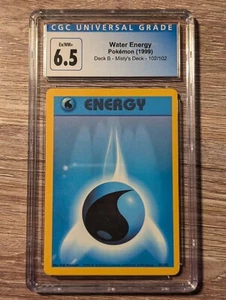 CGC UNIVERSAL GRADE
Ex/NM+
6.5
Water Energy
Pokémon (1999)
Deck B - Misty's Deck - 102/102
ENERGY